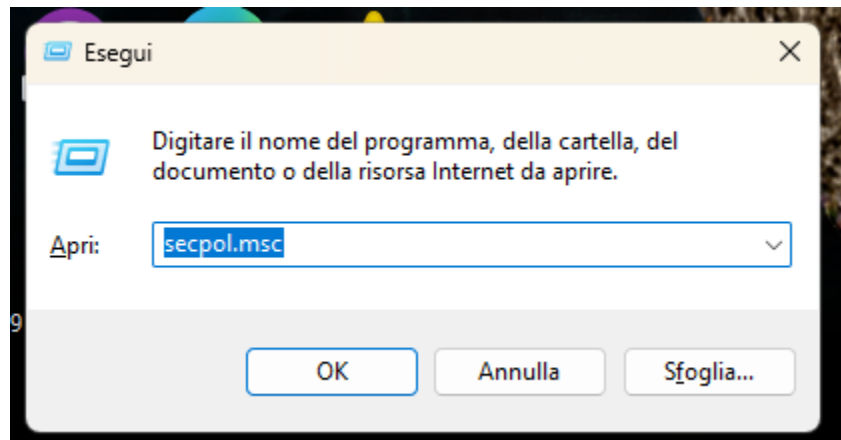 Esegui
Digitare il nome del programma, della cartella, del
documento o della risorsa Internet da aprire.
Apri: secpol.msc
9
OK Annulla Sfoglia...